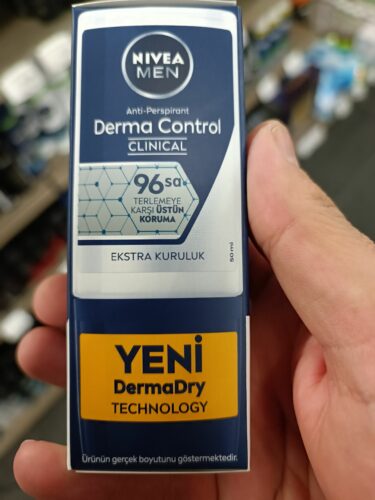 NIVEA
MEN
Anti-Perspirant
Derma Control
CLINICAL
96sa
TERLEMEYE
KARŞI ÜSTÜN
KORUMA
EKSTRA KURULUK
50 ml
YENİ
DermaDry
TECHNOLOGY
Ürünün gerçek boyutunu göstermektedir.